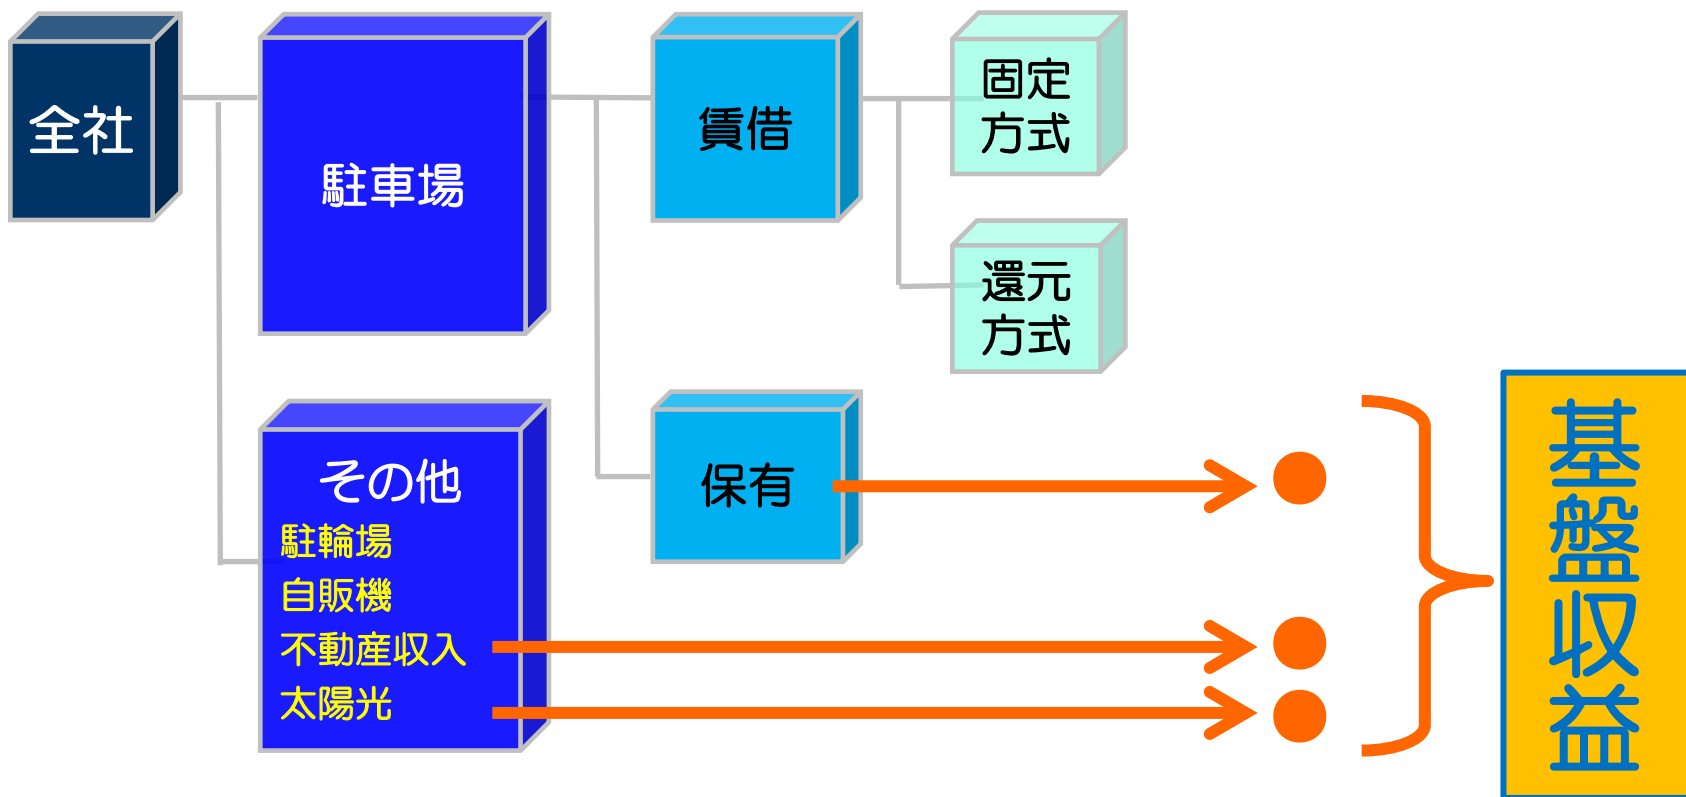 全社
駐車場
賃借
固定
方式
還元
方式
保有
その他
駐輪場
自販機
不動産収入
太陽光
基盤収益